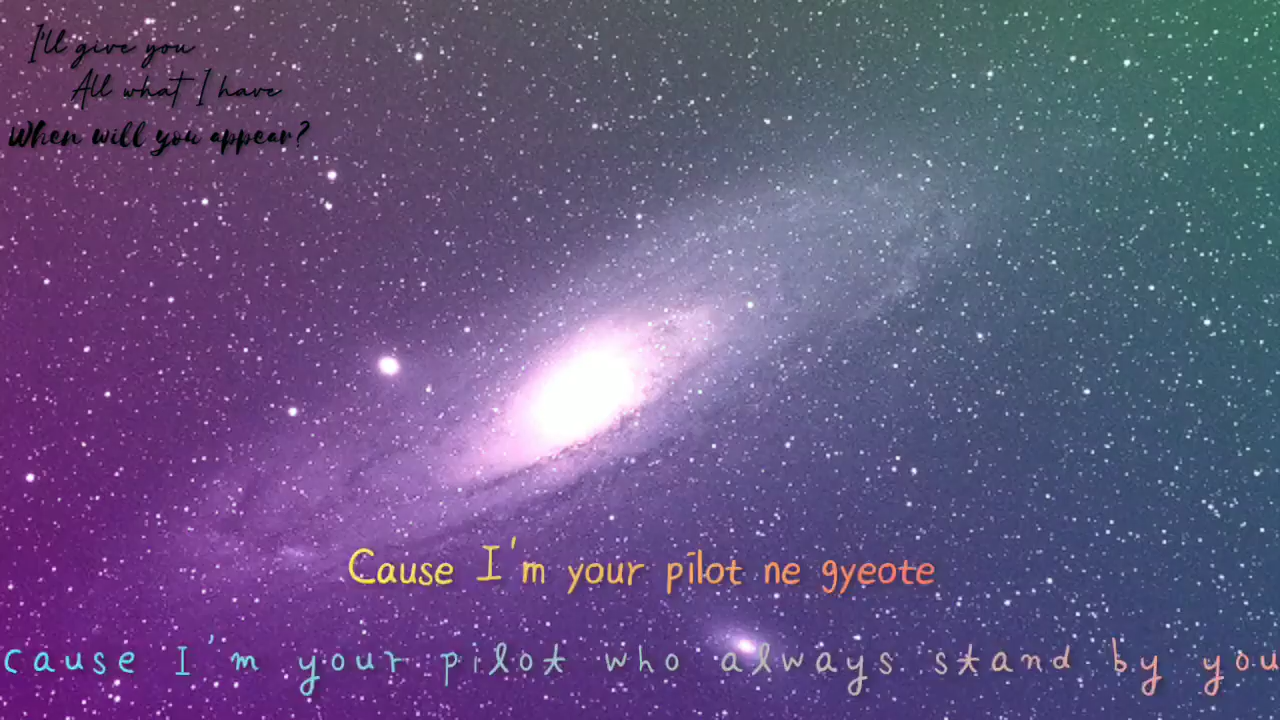 I'll give you
All what I have
When will you appear?
Cause I'm your pilot ne gyeote
cause I'm your pilot who always stand by you